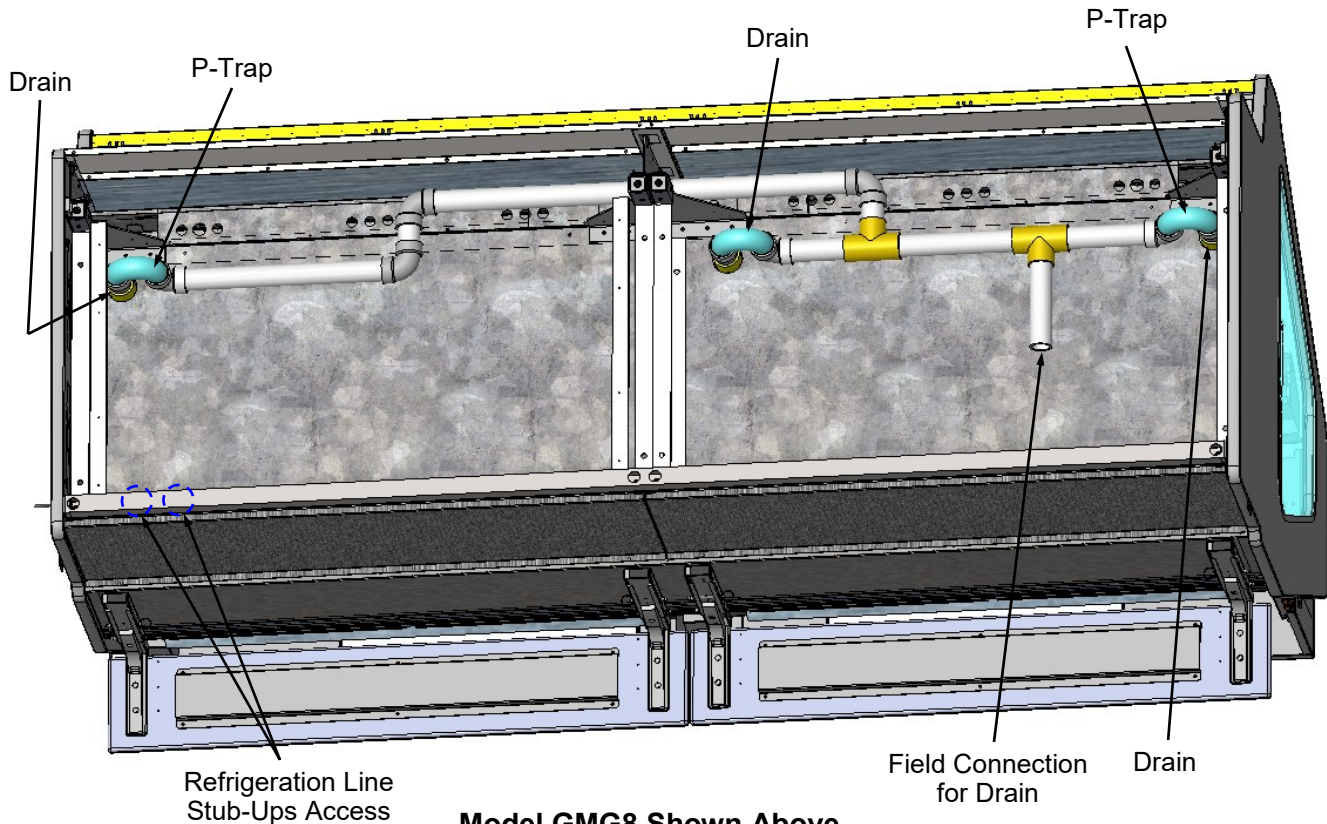 P-Trap
Drain
P-Trap
Drain
Refrigeration Line
Stub-Ups Access
Field Connection
for Drain
Drain
Model GMG8 Shown Above